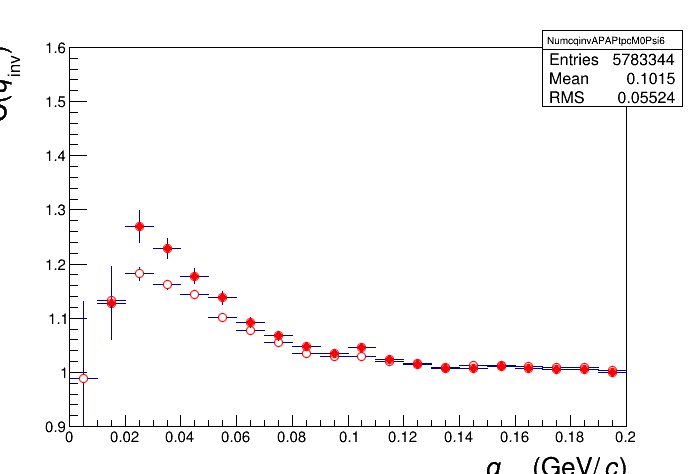 NumcqinvAPAPtpcM0Psi6
Entries 5783344
Mean 0.1015
RMS 0.05524
(q inv)
1.6
1.5
1.4
1.3
1.2
1.1
1
0.9
0 0.02 0.04 0.06 0.08 0.1 0.12 0.14 0.16 0.18 0.2
(GeV/c)